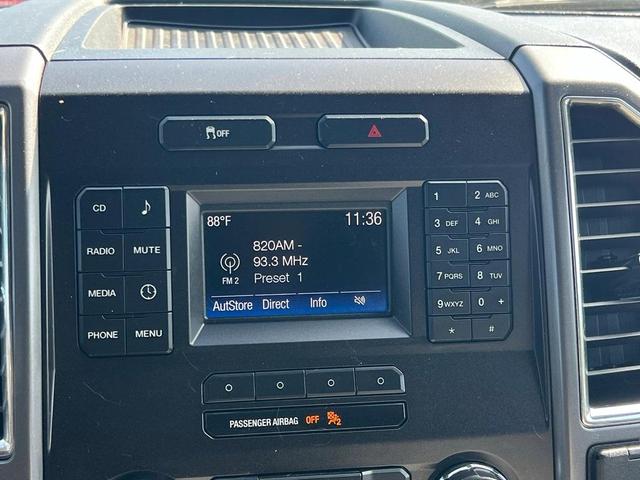 OFF
CD
RADIO MUTE
MEDIA
PHONE MENU
88°F 11:36
820AM -
93.3 MHz
FM 2 Preset 1
AutStore Direct Info
1 2 ABC
3 DEF 4 GHI
5 JKL 6 MNO
7 PQRS 8 TUV
9 WXYZ 0 +
* #
PASSENGER AIRBAG OFF 2